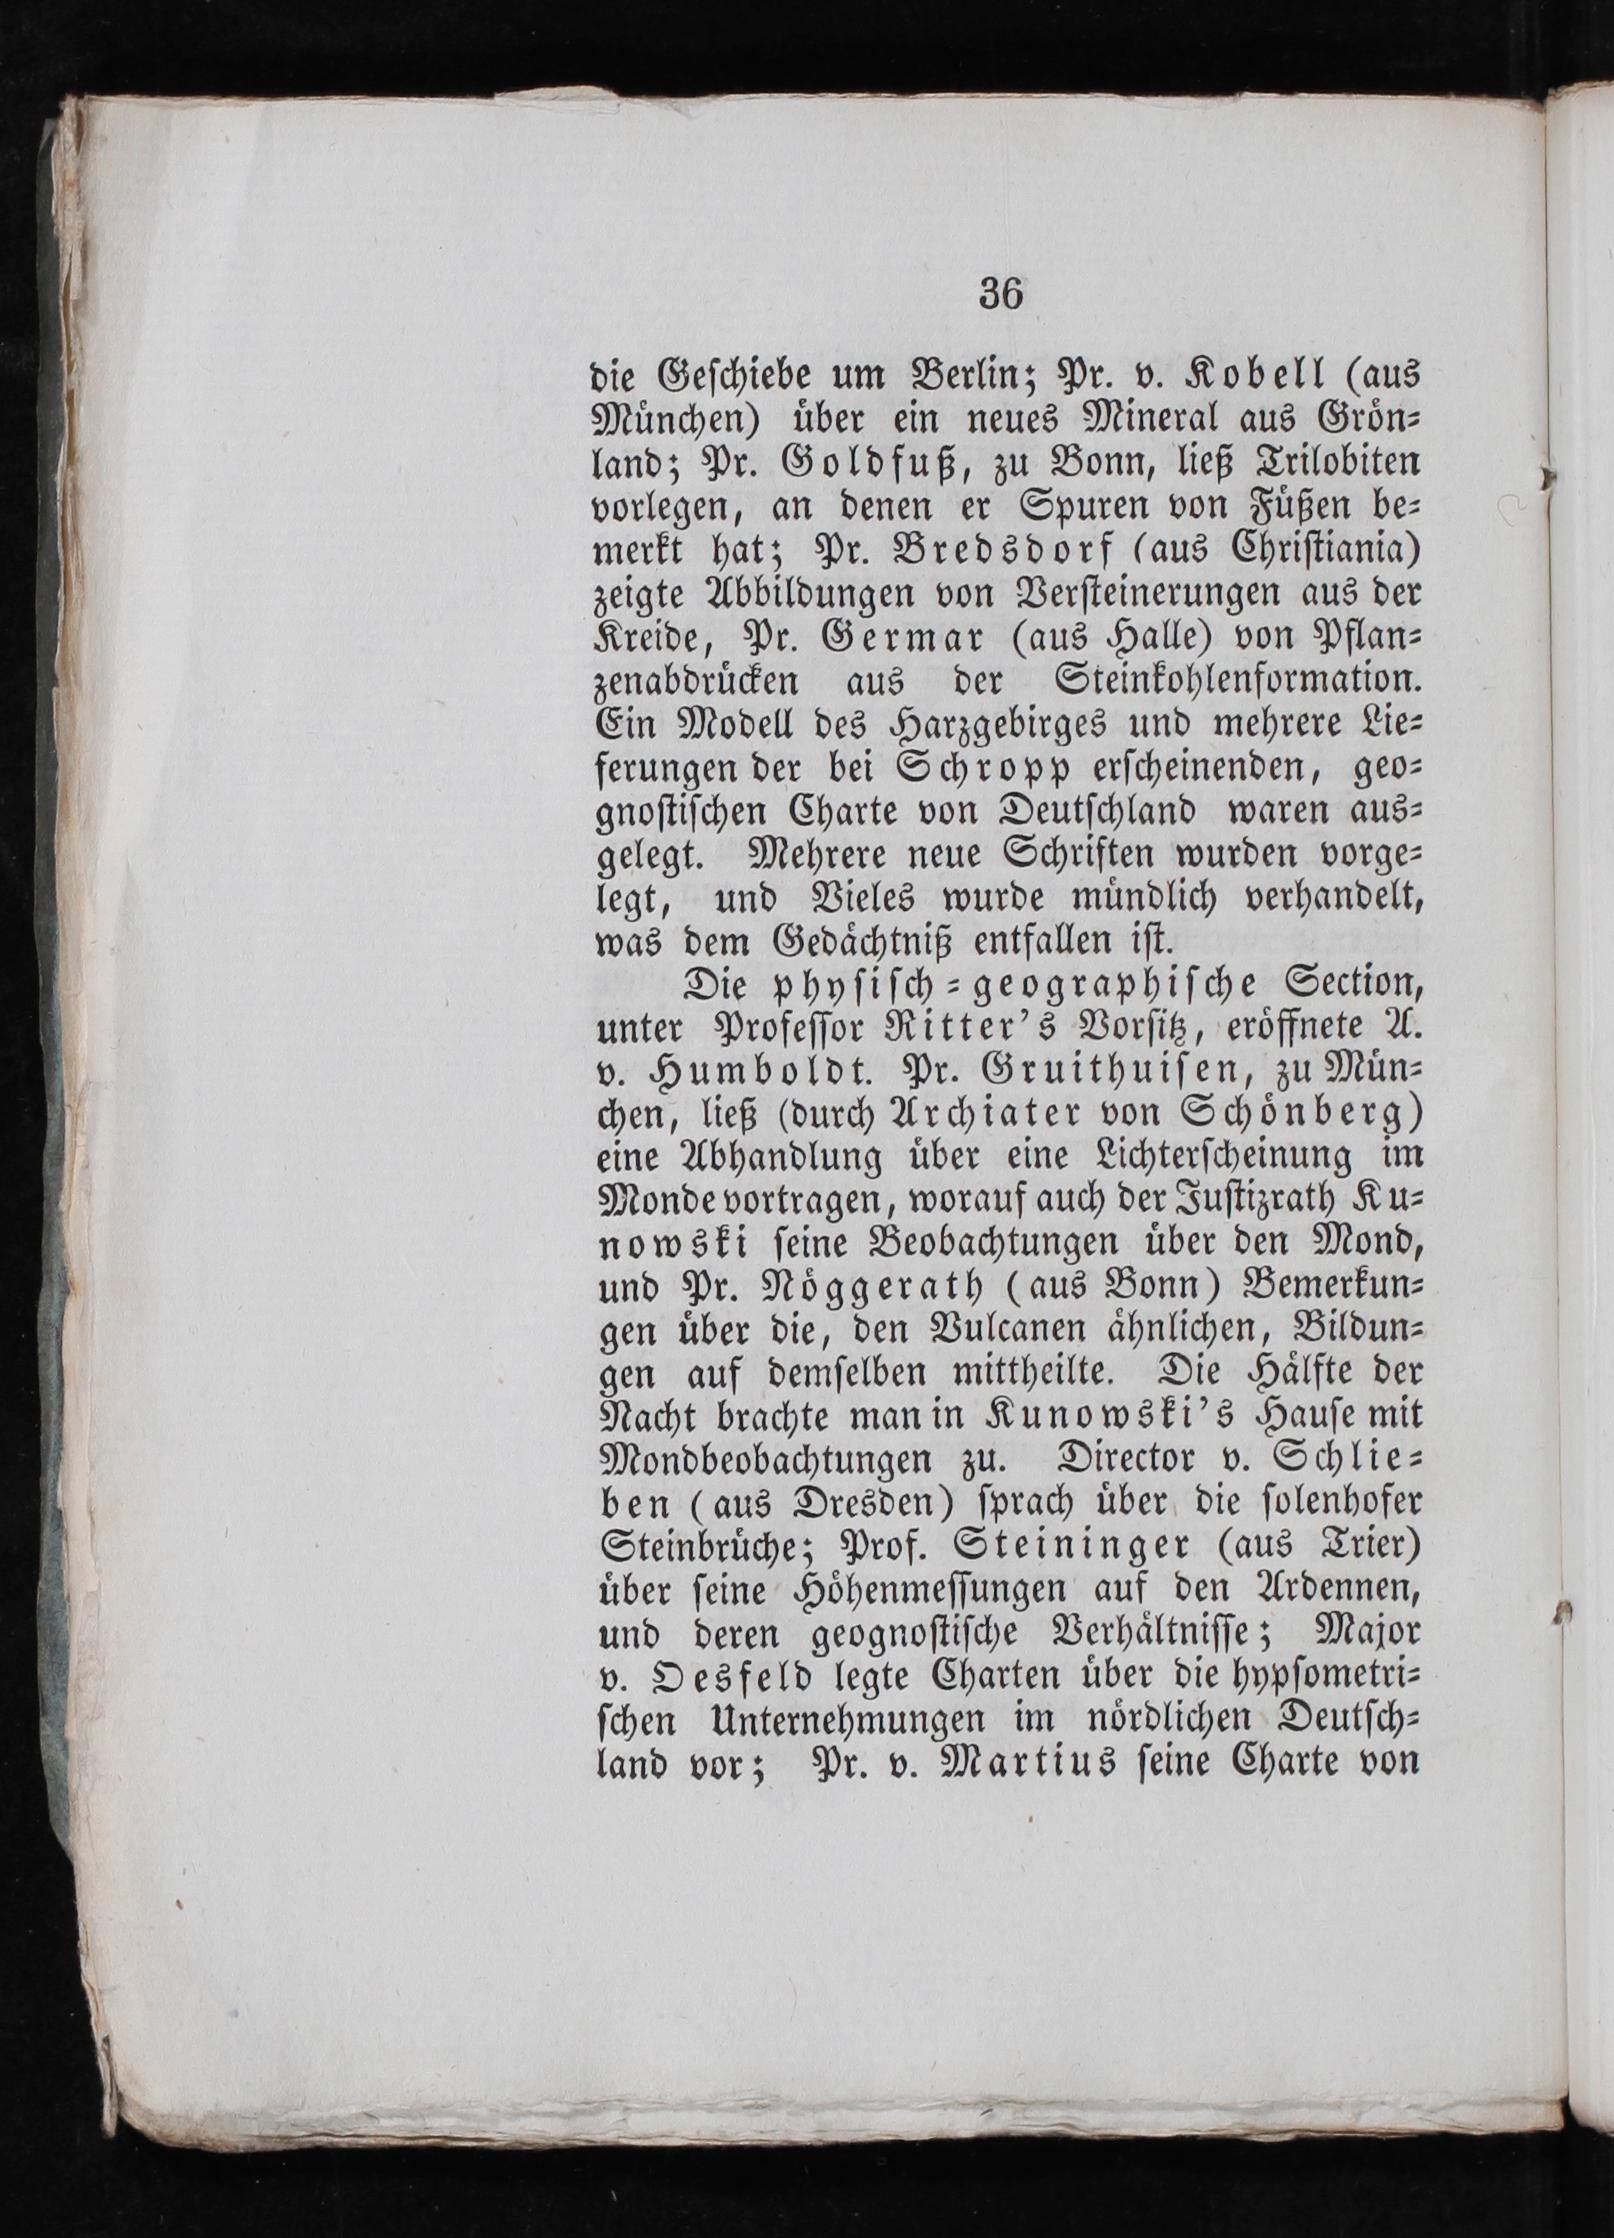 36
die Geſchiebe um Berlin; Pr. v. Kobell (aus
München) über ein neues Mineral aus Grön⸗
land; Pr. Goldfuß, zu Bonn, ließ Trilobiten
vorlegen, an denen er Spuren von Füßen be⸗
merkt hat; Pr. Bredsdorf (aus Chriſtiania)
zeigte Abbildungen von Verſteinerungen aus der
Kreide, Pr. Germar (aus Halle) von Pflan⸗
zenabdrücken aus der Steinkohlenformation.
Ein Modell des Harzgebirges und mehrere Lie⸗
ferungen der bei Schropp erſcheinenden, geo⸗
gnoſtiſchen Charte von Deutſchland waren aus⸗
gelegt. Mehrere neue Schriften wurden vorge⸗
legt, und Vieles wurde mündlich verhandelt,
was dem Gedächtniß entfallen iſt.
Die phyſiſch⸗geographiſche Section,
unter Profeſſor Ritter's Vorſitz, eröffnete A.
v. Humboldt. Pr. Gruithuiſen, zu Mün⸗
chen, ließ (durch Archiater von Schönberg)
eine Abhandlung über eine Lichterſcheinung im
Monde vortragen, worauf auch der Juſtizrath Ku⸗
nowski ſeine Beobachtungen über den Mond,
und Pr. Nöggerath (aus Bonn) Bemerkun⸗
gen über die, den Vulcanen ähnlichen, Bildun⸗
gen auf demſelben mittheilte. Die Hälfte der
Nacht brachte man in Kunowski's Hauſe mit
Mondbeobachtungen zu. Director v. Schlie⸗
ben (aus Dresden) ſprach über die ſolenhofer
Steinbrüche; Prof. Steininger (aus Trier)
über ſeine Höhenmeſſungen auf den Ardennen,
und deren geognoſtiſche Verhältniſſe; Major
v. Oesfeld legte Charten über die hypſometri⸗
ſchen Unternehmungen im nördlichen Deutſch⸗
land vor; Pr. v. Martius ſeine Charte von